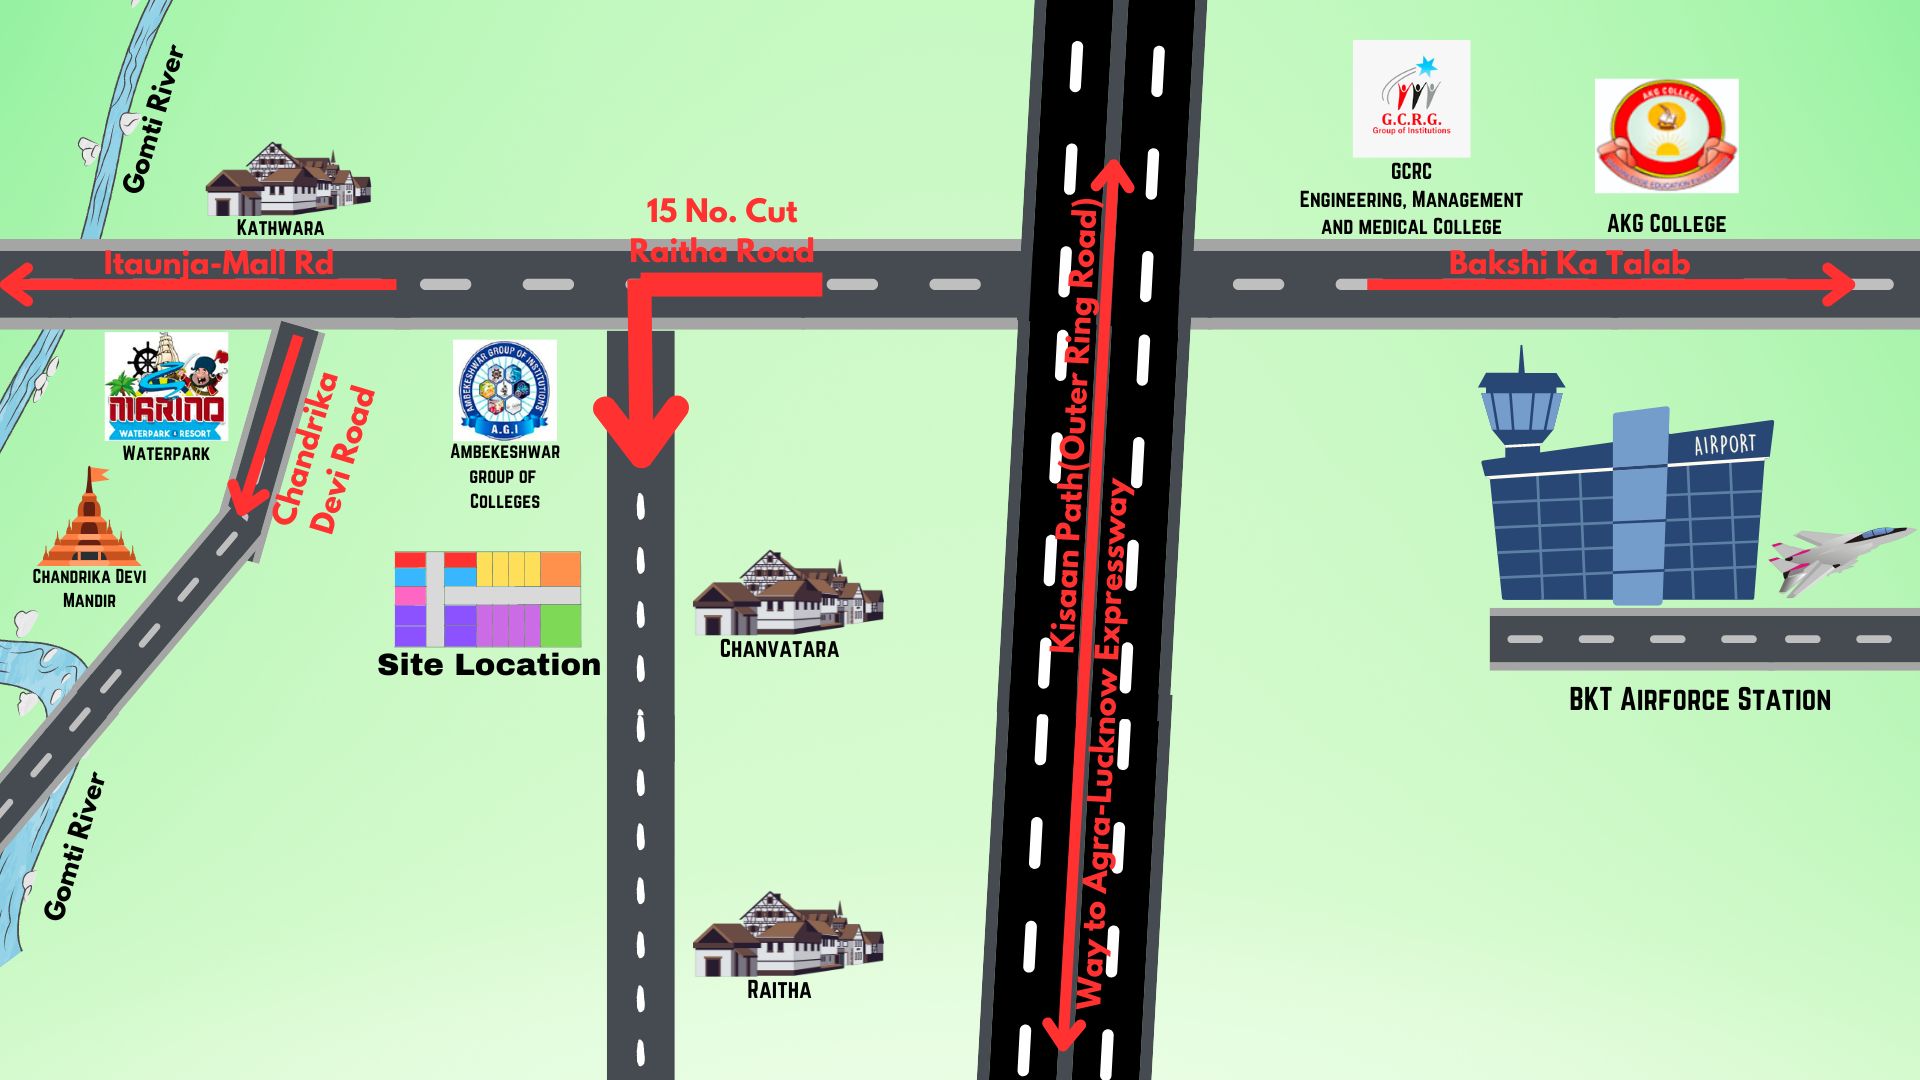 Gomti River
Kathwara
Itaunja-Mall Rd
15 No. Cut
Raitha Road
G.C.R.G.
Group of Institutions
GCRC
Engineering, Management
and medical College
AKG COLLEGE
AKG College
Bakshi Ka Talab
MARINO
WATERPARK & RESORT
Waterpark
Chandrika
Devi Road
AMBEKESHWAR GROUP OF INSTITUTIONS
A.G.I
Ambekeshwar
group of
Colleges
Chandrika Devi
Mandir
Site Location
Chanvatara
Kisaan Path(Outer Ring Road)
Way to Agra-Lucknow Expressway
AIRPORT
BKT Airforce Station
Gomti River
Raitha